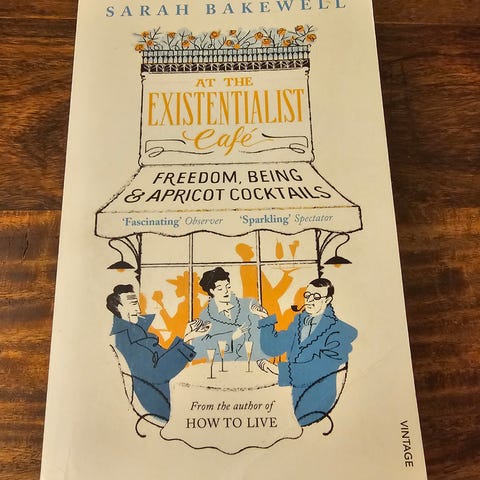 SARAH BAKEWELL
AT THE
EXISTENTIALIST
Café
FREEDOM, BEING
& APRICOT COCKTAILS
'Fascinating' Observer 'Sparkling' Spectator
From the author of
HOW TO LIVE
VINTAGE